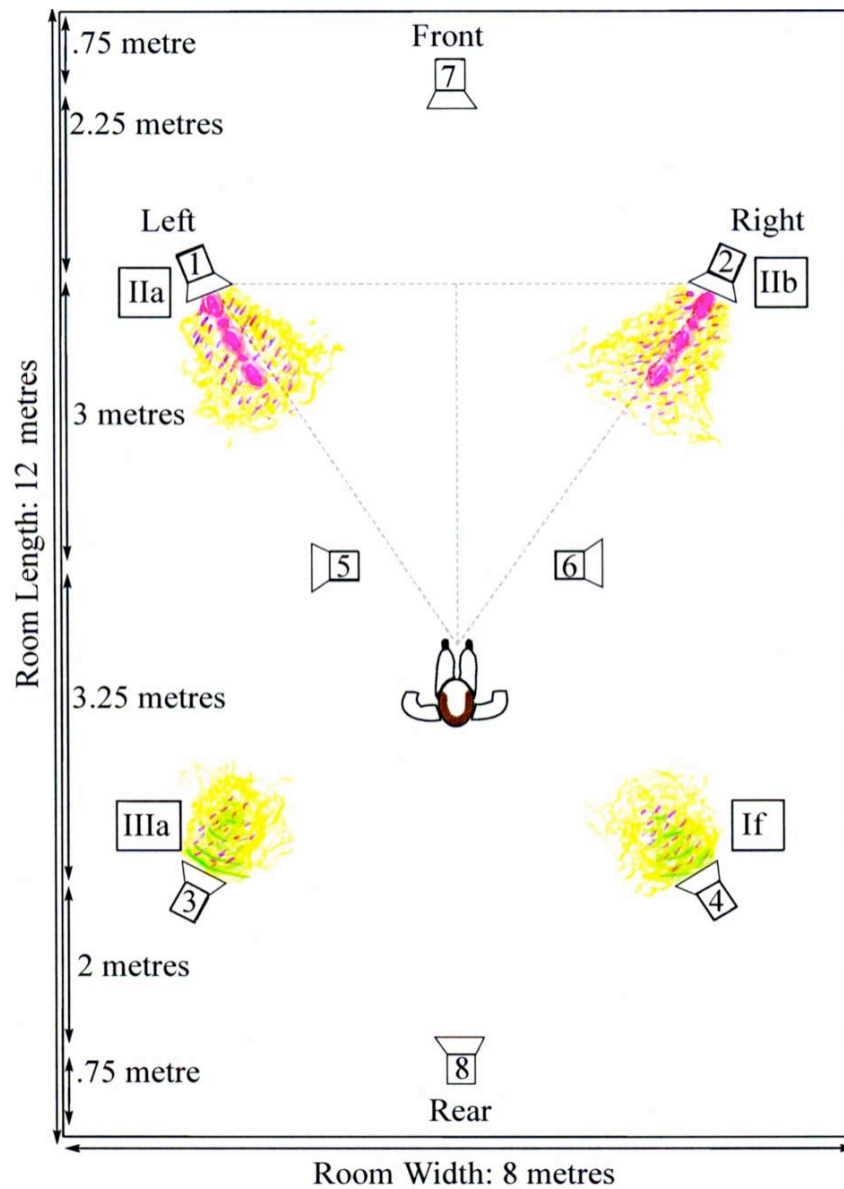 .75 metre
Front
7
2.25 metres
Left
Right
1
2
IIa
IIb
3 metres
Room Length: 12 metres
5
6
3.25 metres
IIIa
If
3
4
2 metres
.75 metre
8
Rear
Room Width: 8 metres